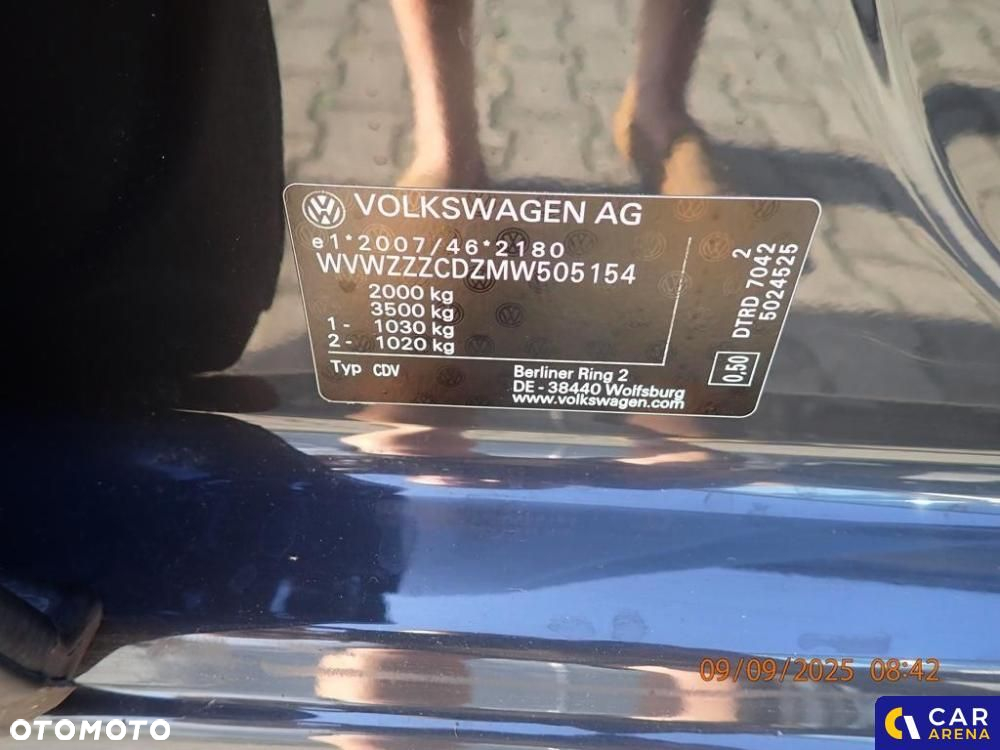 VOLKSWAGEN AG
e1*2007/46*2180
WVWZZZCDZMW505154
2000 kg
3500 kg
1- 1030 kg
2- 1020 kg
Typ CDV
Berliner Ring 2
DE - 38440 Wolfsburg
www.volkswagen.com
2
DTRD 7042
5024525
0,50
09/09/2025 08:42
OTOMOTO
CAR
ARENA